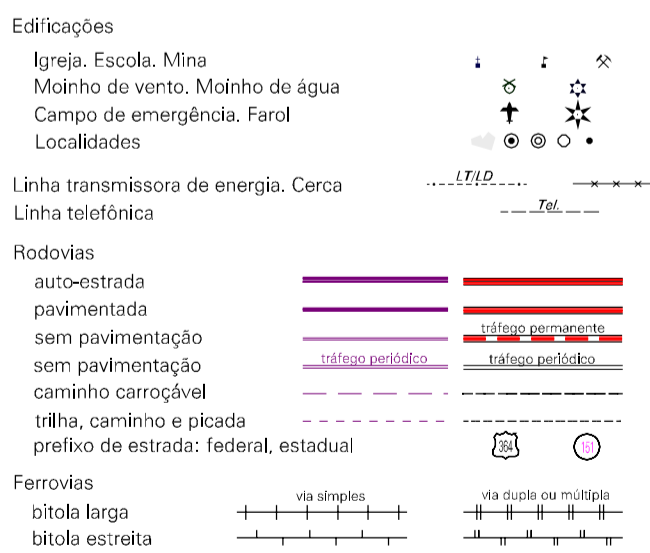 Edificações
Igreja. Escola. Mina
Moinho de vento. Moinho de água
Campo de emergência. Farol
Localidades
Linha transmissora de energia. Cerca LT/LD
Linha telefônica Tel.
Rodovias
auto-estrada
pavimentada
sem pavimentação tráfego permanente
sem pavimentação tráfego periódico tráfego periódico
caminho carroçável
trilha, caminho e picada
prefixo de estrada: federal, estadual 364 151
Ferrovias
via simples via dupla ou múltipla
bitola larga
bitola estreita